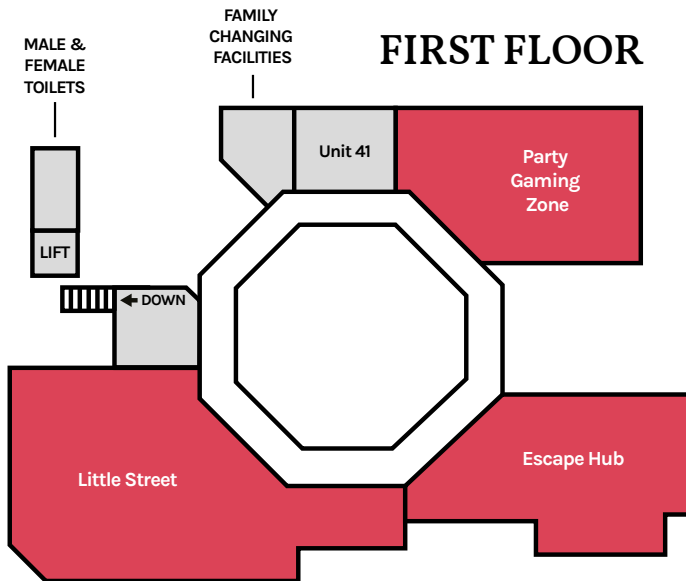 FIRST FLOOR
FAMILY
CHANGING
FACILITIES
MALE &
FEMALE
TOILETS
Unit 41
Party
Gaming
Zone
LIFT
DOWN
Little Street
Escape Hub